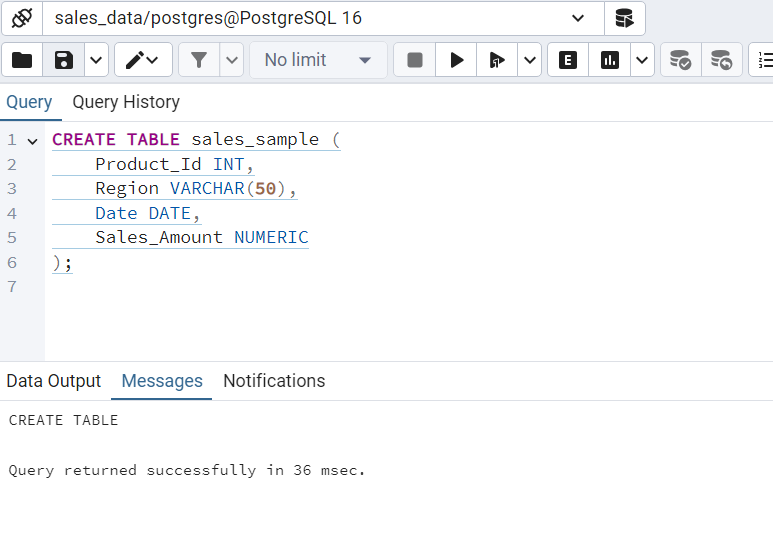 sales_data/postgres@PostgreSQL 16
No limit
E
Query Query History
1 CREATE TABLE sales_sample (
2 Product_Id INT,
3 Region VARCHAR(50),
4 Date DATE,
5 Sales_Amount NUMERIC
6 );
7
Data Output Messages Notifications
CREATE TABLE
Query returned successfully in 36 msec.